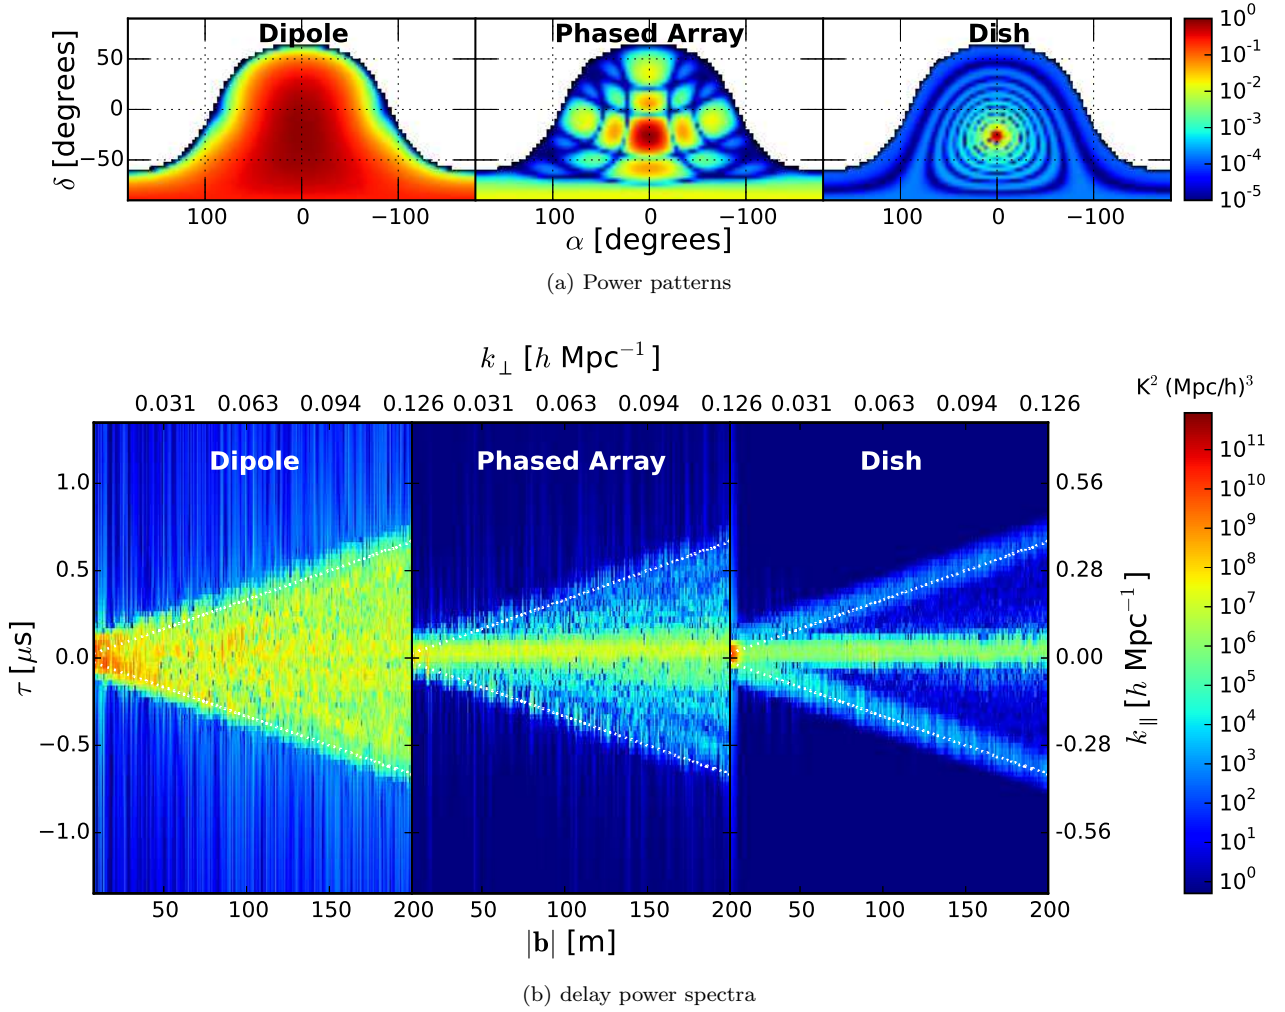 Dipole Phased Array Dish
δ [degrees]
50
0
−50
100 0 −100 100 0 −100 100 0 −100
α [degrees]
10^0
10^-1
10^-2
10^-3
10^-4
10^-5
(a) Power patterns
k⊥ [h Mpc^−1]
0.031 0.063 0.094 0.126 0.031 0.063 0.094 0.126 0.031 0.063 0.094 0.126
Dipole Phased Array Dish
τ [μs]
1.0
0.5
0.0
−0.5
−1.0
0.56
0.28
0.00
-0.28
-0.56
k∥ [h Mpc^−1]
50 100 150 200 50 100 150 200 50 100 150 200
|b| [m]
K^2 (Mpc/h)^3
10^11
10^10
10^9
10^8
10^7
10^6
10^5
10^4
10^3
10^2
10^1
10^0
(b) delay power spectra